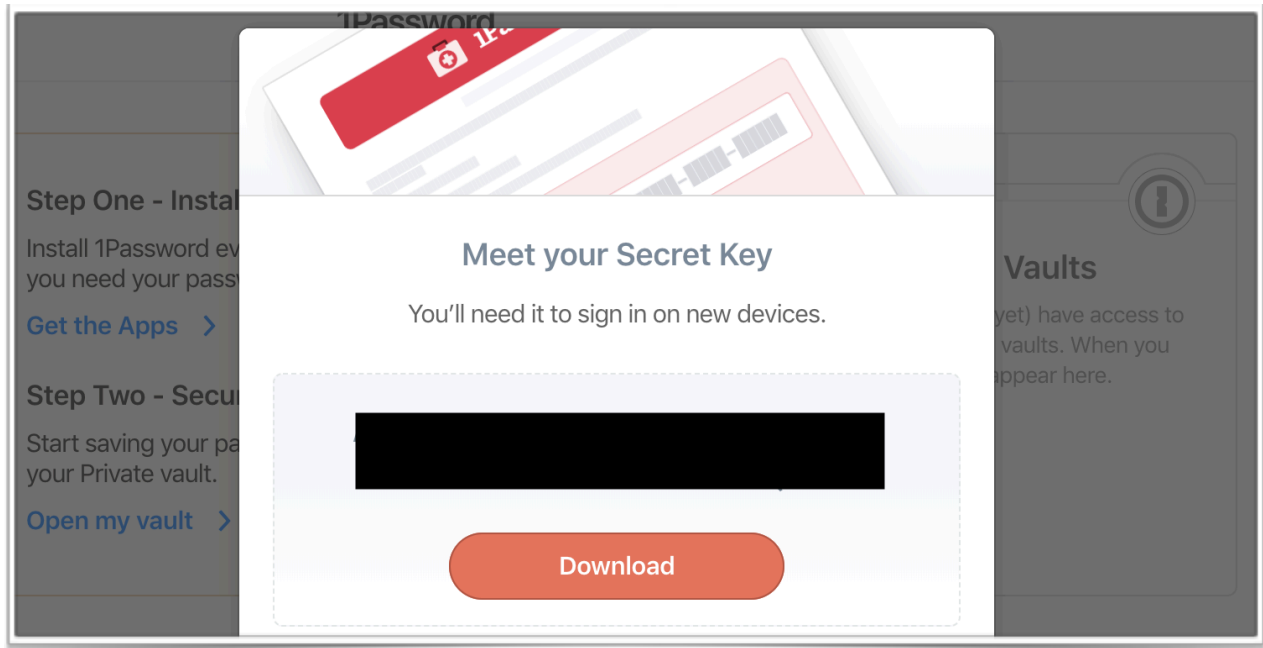 1Password
Step One - Instal
Install 1Password ev
you need your passw
Get the Apps
Step Two - Secur
Start saving your pa
your Private vault.
Open my vault
Meet your Secret Key
You'll need it to sign in on new devices.
Download
Vaults
yet) have access to
vaults. When you
appear here.